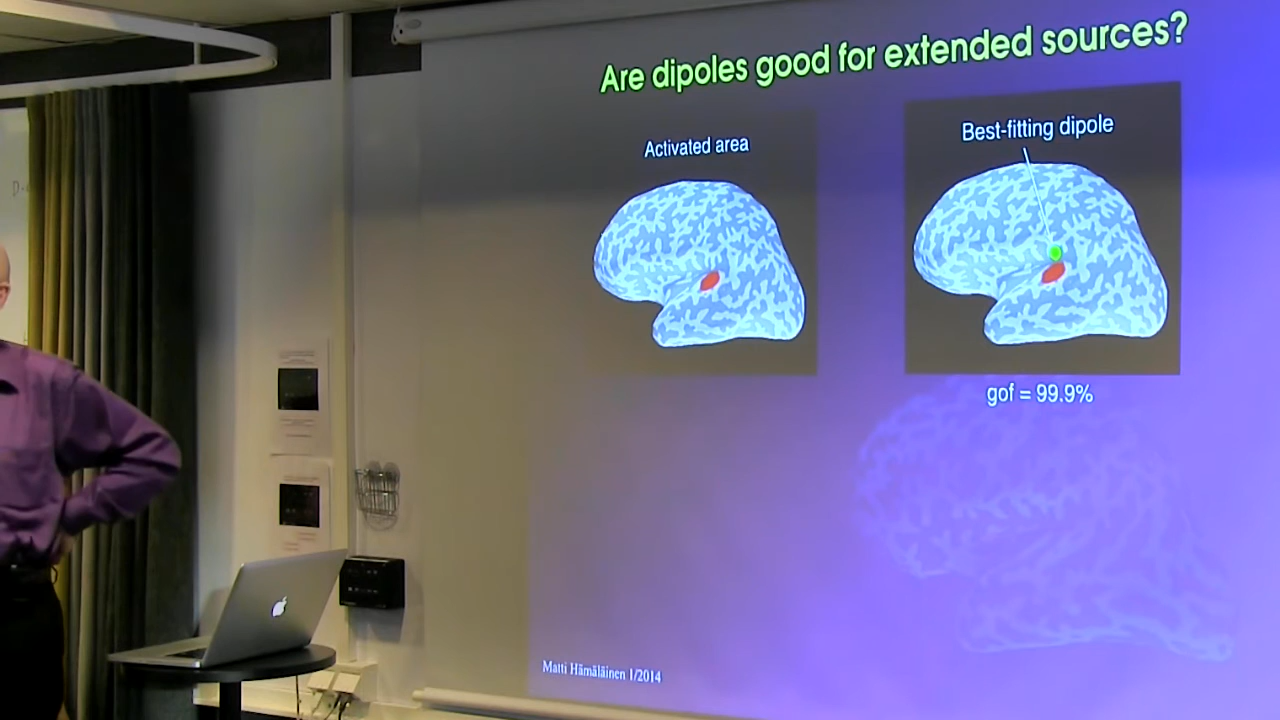 Are dipoles good for extended sources?
Activated area
Best-fitting dipole
gof = 99.9%
Matti Hämäläinen 1/2014